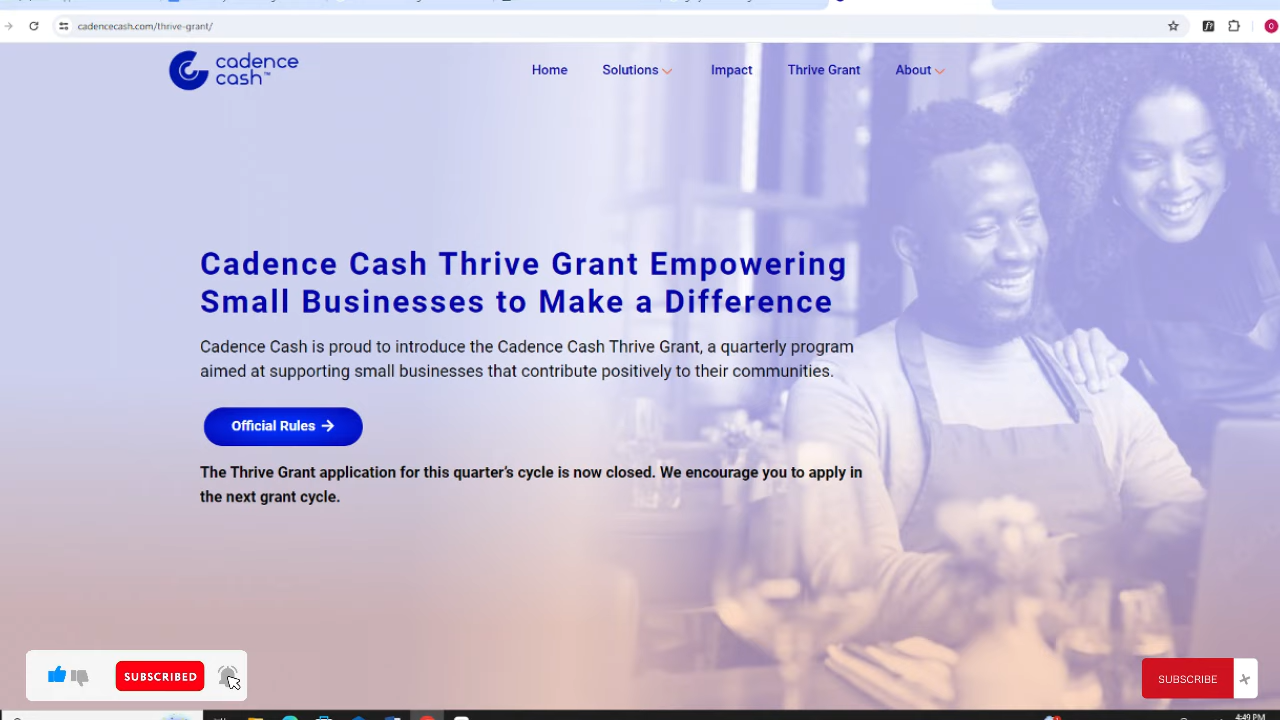 cadencecash.com/thrive-grant/
cadence
cash™
Home
Solutions
Impact
Thrive Grant
About
Cadence Cash Thrive Grant Empowering
Small Businesses to Make a Difference
Cadence Cash is proud to introduce the Cadence Cash Thrive Grant, a quarterly program
aimed at supporting small businesses that contribute positively to their communities.
Official Rules →
The Thrive Grant application for this quarter's cycle is now closed. We encourage you to apply in
the next grant cycle.
SUBSCRIBED
SUBSCRIBE
4:49 PM